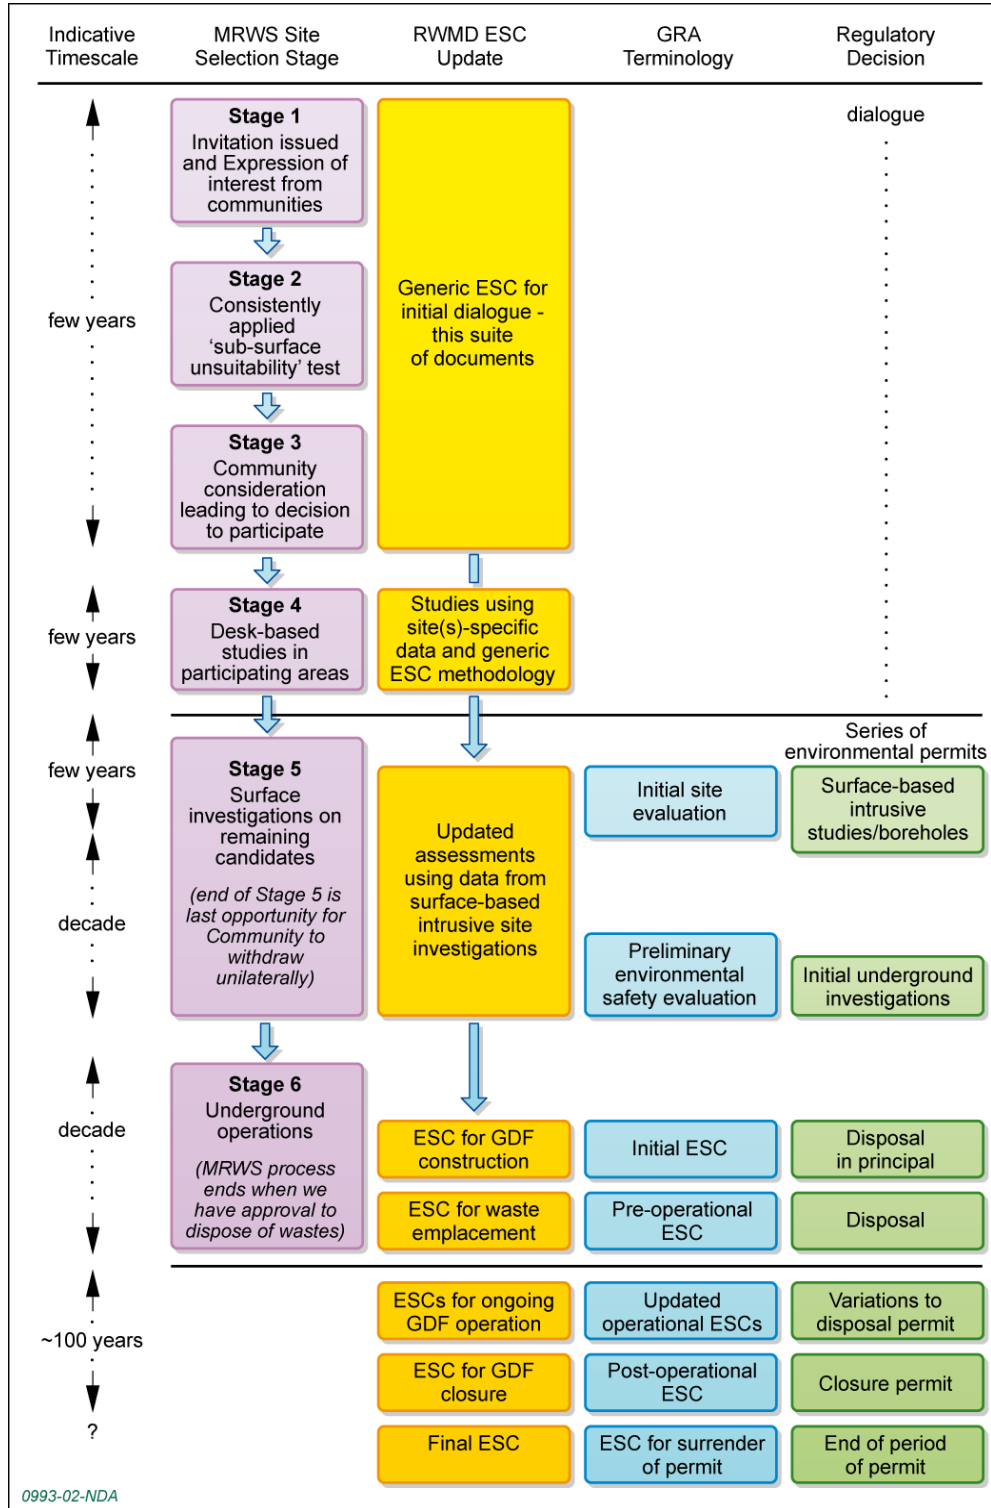 Indicative
Timescale
MRWS Site
Selection Stage
RWMD ESC
Update
GRA
Terminology
Regulatory
Decision
few years
Stage 1
Invitation issued
and Expression of
interest from
communities
Generic ESC for
initial dialogue -
this suite
of documents
dialogue
Stage 2
Consistently
applied
‘sub-surface
unsuitability’ test
Stage 3
Community
consideration
leading to decision
to participate
few years
Stage 4
Desk-based
studies in
participating areas
Studies using
site(s)-specific
data and generic
ESC methodology
few years
decade
Stage 5
Surface
investigations on
remaining
candidates
(end of Stage 5 is
last opportunity for
Community to
withdraw
unilaterally)
Updated
assessments
using data from
surface-based
intrusive site
investigations
Initial site
evaluation
Series of
environmental permits
Surface-based
intrusive
studies/boreholes
Preliminary
environmental
safety evaluation
Initial underground
investigations
decade
Stage 6
Underground
operations
(MRWS process
ends when we
have approval to
dispose of wastes)
ESC for GDF
construction
Initial ESC
Disposal
in principal
ESC for waste
emplacement
Pre-operational
ESC
Disposal
~100 years
?
ESCs for ongoing
GDF operation
Updated
operational ESCs
Variations to
disposal permit
ESC for GDF
closure
Post-operational
ESC
Closure permit
Final ESC
ESC for surrender
of permit
End of period
of permit
0993-02-NDA